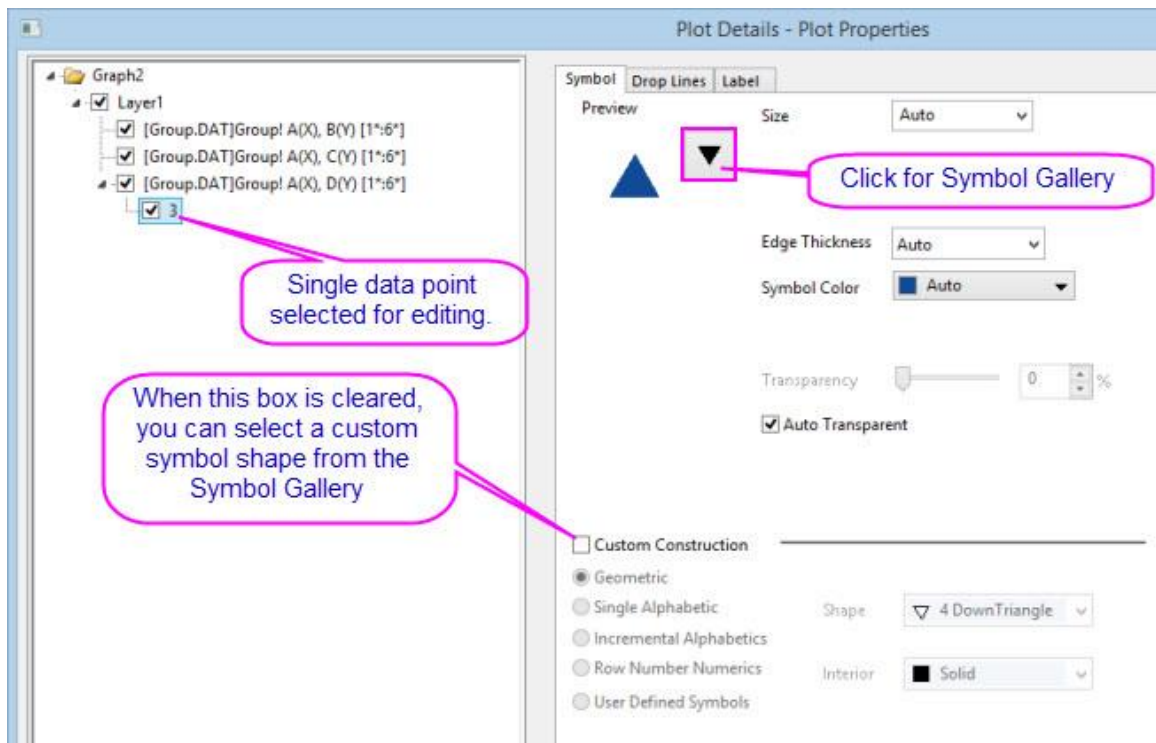 Plot Details - Plot Properties
Graph2
Layer1
[Group.DAT]Group! A(X), B(Y) [1*:6*]
[Group.DAT]Group! A(X), C(Y) [1*:6*]
[Group.DAT]Group! A(X), D(Y) [1*:6*]
3
Single data point
selected for editing.
When this box is cleared,
you can select a custom
symbol shape from the
Symbol Gallery
Symbol Drop Lines Label
Preview
Size Auto
Click for Symbol Gallery
Edge Thickness Auto
Symbol Color Auto
Transparency 0 %
Auto Transparent
Custom Construction
Geometric
Single Alphabetic
Shape 4 DownTriangle
Incremental Alphabetics
Row Number Numerics
Interior Solid
User Defined Symbols